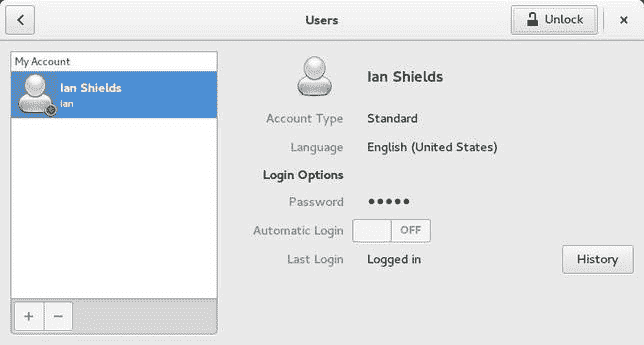 Users
Unlock
My Account
Ian Shields
ian
Ian Shields
Account Type Standard
Language English (United States)
Login Options
Password •••••
Automatic Login OFF
Last Login Logged in
History